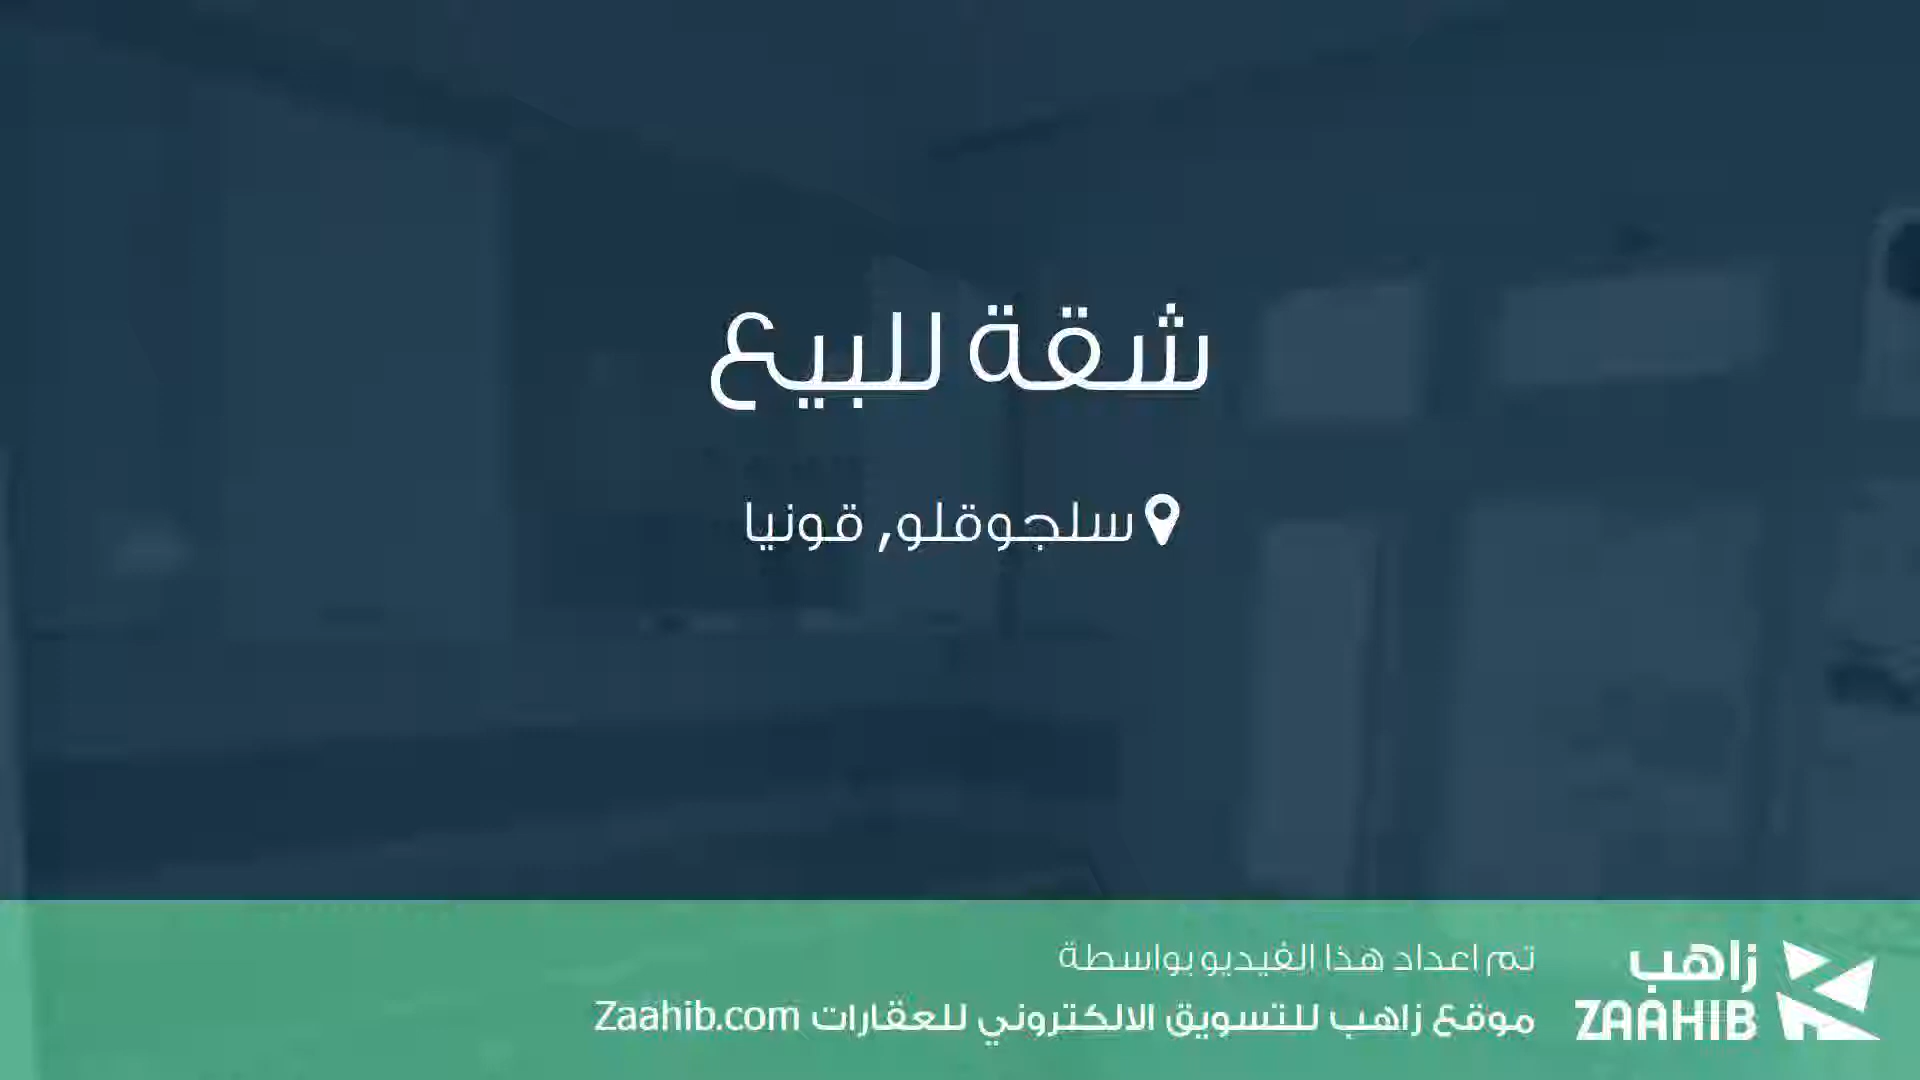 شقة للبيع
سلجوقلو, قونيا
تم اعداد هذا الفيديو بواسطة
موقع زاهب للتسويق الالكتروني للعقارات Zaahib.com
زاهب
ZAAHIB